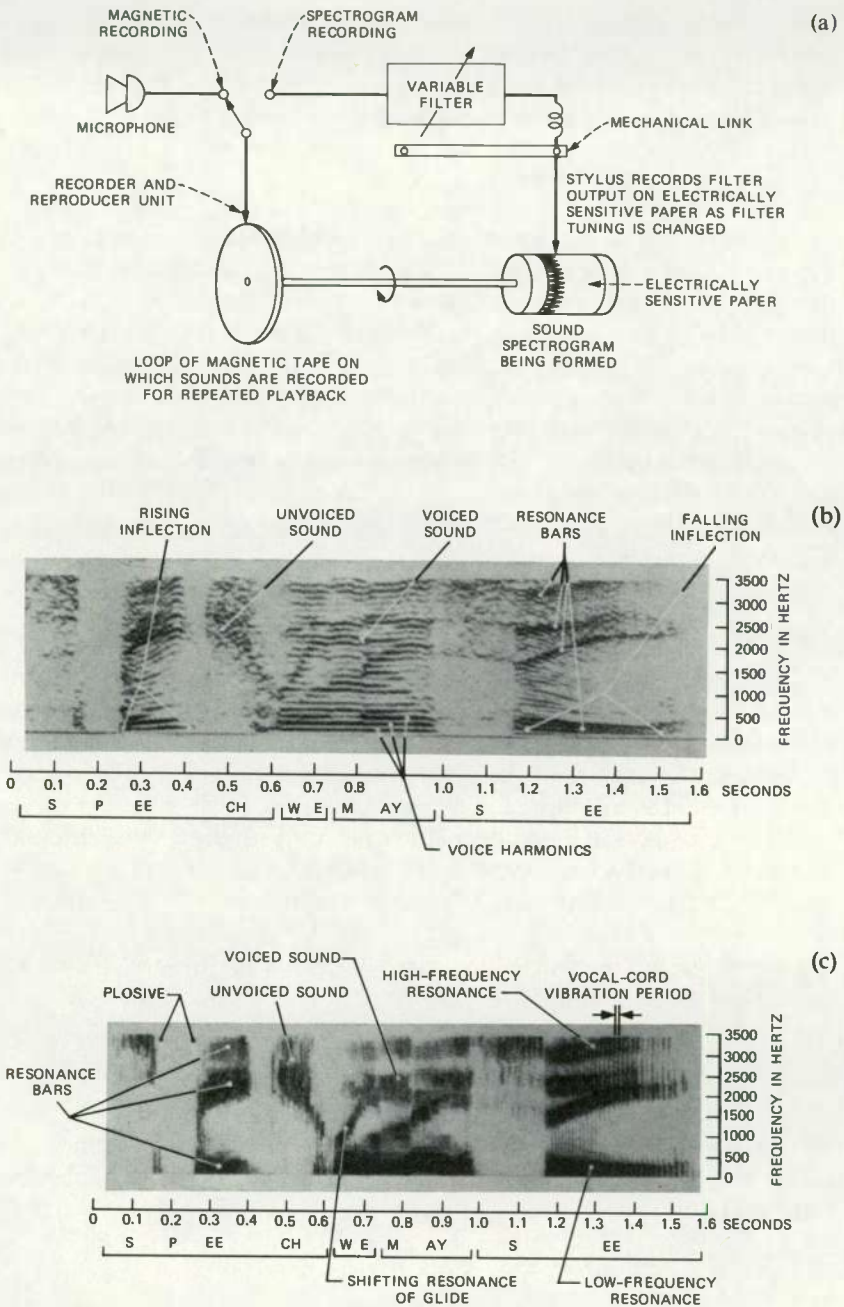 (a)
MAGNETIC
RECORDING
SPECTROGRAM
RECORDING
VARIABLE
FILTER
MICROPHONE
MECHANICAL LINK
RECORDER AND
REPRODUCER UNIT
STYLUS RECORDS FILTER
OUTPUT ON ELECTRICALLY
SENSITIVE PAPER AS FILTER
TUNING IS CHANGED
ELECTRICALLY
SENSITIVE PAPER
LOOP OF MAGNETIC TAPE ON
WHICH SOUNDS ARE RECORDED
FOR REPEATED PLAYBACK
SOUND
SPECTROGRAM
BEING FORMED
(b)
RISING
INFLECTION
UNVOICED
SOUND
VOICED
SOUND
RESONANCE
BARS
FALLING
INFLECTION
3500
3000
2500
2000
1500
1000
500
0
FREQUENCY IN HERTZ
0 0.1 0.2 0.3 0.4 0.5 0.6 0.7 0.8 1.0 1.1 1.2 1.3 1.4 1.5 1.6 SECONDS
S P EE CH W E M AY S EE
VOICE HARMONICS
(c)
PLOSIVE
VOICED SOUND
UNVOICED SOUND
HIGH-FREQUENCY
RESONANCE
VOCAL-CORD
VIBRATION PERIOD
RESONANCE
BARS
3500
3000
2500
2000
1500
1000
500
0
FREQUENCY IN HERTZ
0 0.1 0.2 0.3 0.4 0.5 0.6 0.7 0.8 0.9 1.0 1.1 1.2 1.3 1.4 1.5 1.6 SECONDS
S P EE CH W E M AY S EE
SHIFTING RESONANCE
OF GLIDE
LOW-FREQUENCY
RESONANCE